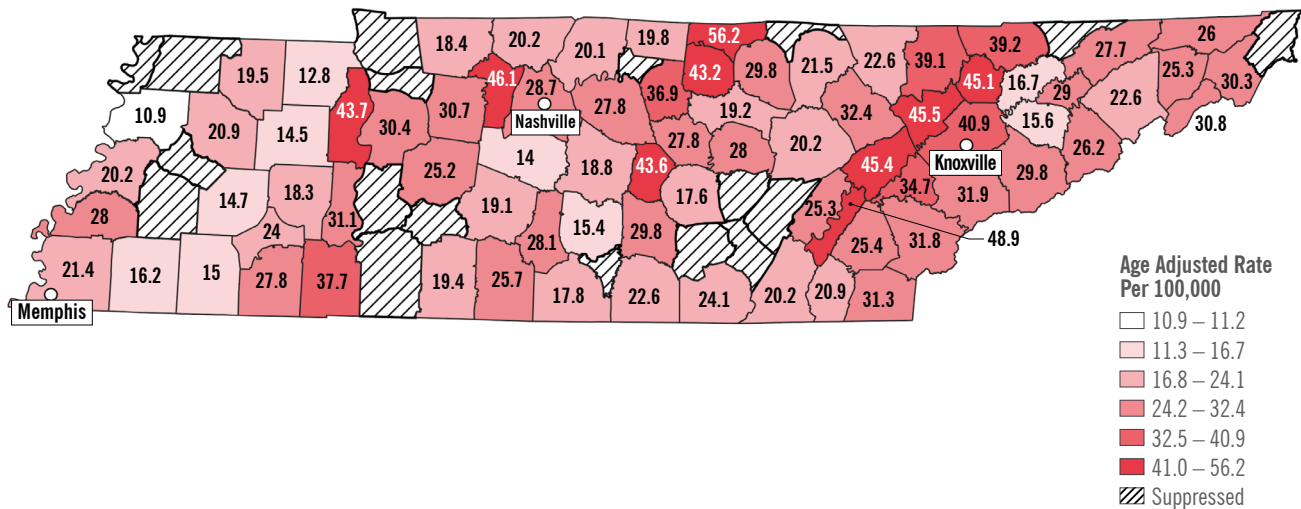 18.4 20.2 20.1 19.8 56.2 22.6 39.1 39.2 27.7 26
19.5 12.8 43.7 46.1 28.7 43.2 29.8 21.5 45.1 16.7 29 25.3 30.3
10.9 20.9 14.5 30.4 30.7 27.8 36.9 19.2 32.4 45.5 40.9 15.6 22.6 30.8
Nashville
20.2 14.7 18.3 25.2 14 18.8 43.6 27.8 28 20.2 45.4 26.2
Knoxville
28 24 31.1 19.1 28.1 15.4 29.8 17.6 25.3 34.7 31.9 29.8
48.9
21.4 16.2 15 27.8 37.7 19.4 25.7 17.8 22.6 24.1 20.2 20.9 25.4 31.8 31.3
Memphis
Age Adjusted Rate
Per 100,000
10.9 – 11.2
11.3 – 16.7
16.8 – 24.1
24.2 – 32.4
32.5 – 40.9
41.0 – 56.2
Suppressed